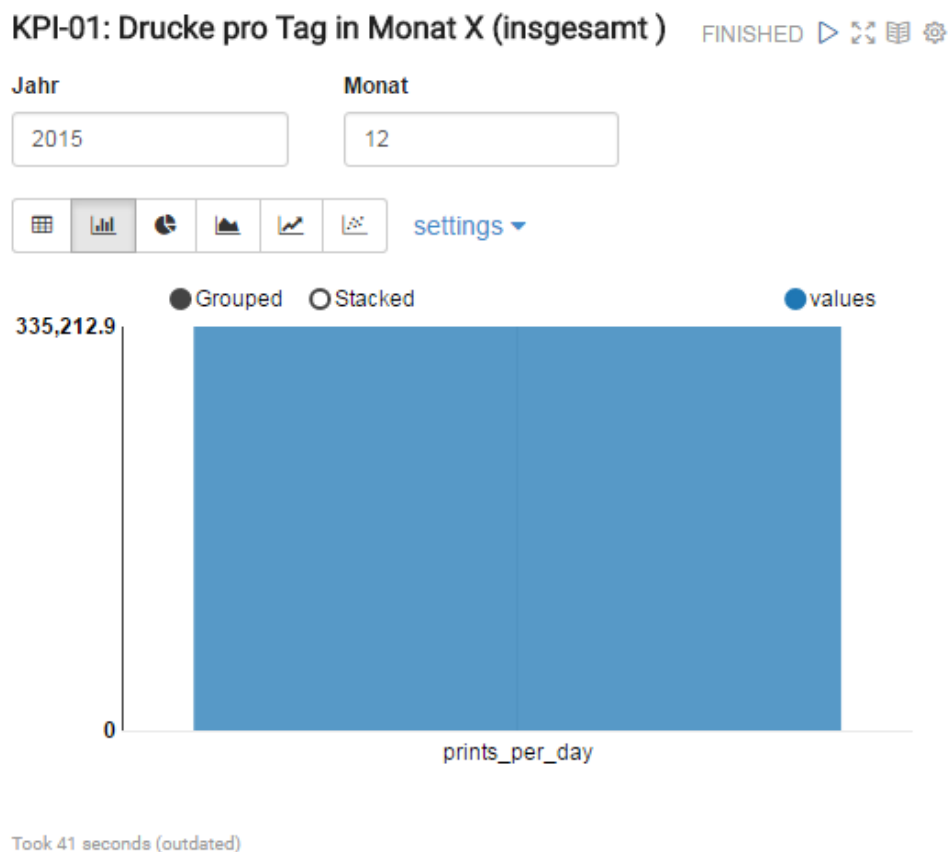 KPI-01: Drucke pro Tag in Monat X (insgesamt ) FINISHED
Jahr Monat
2015 12
settings
Grouped Stacked values
335,212.9
0
prints_per_day
Took 41 seconds (outdated)